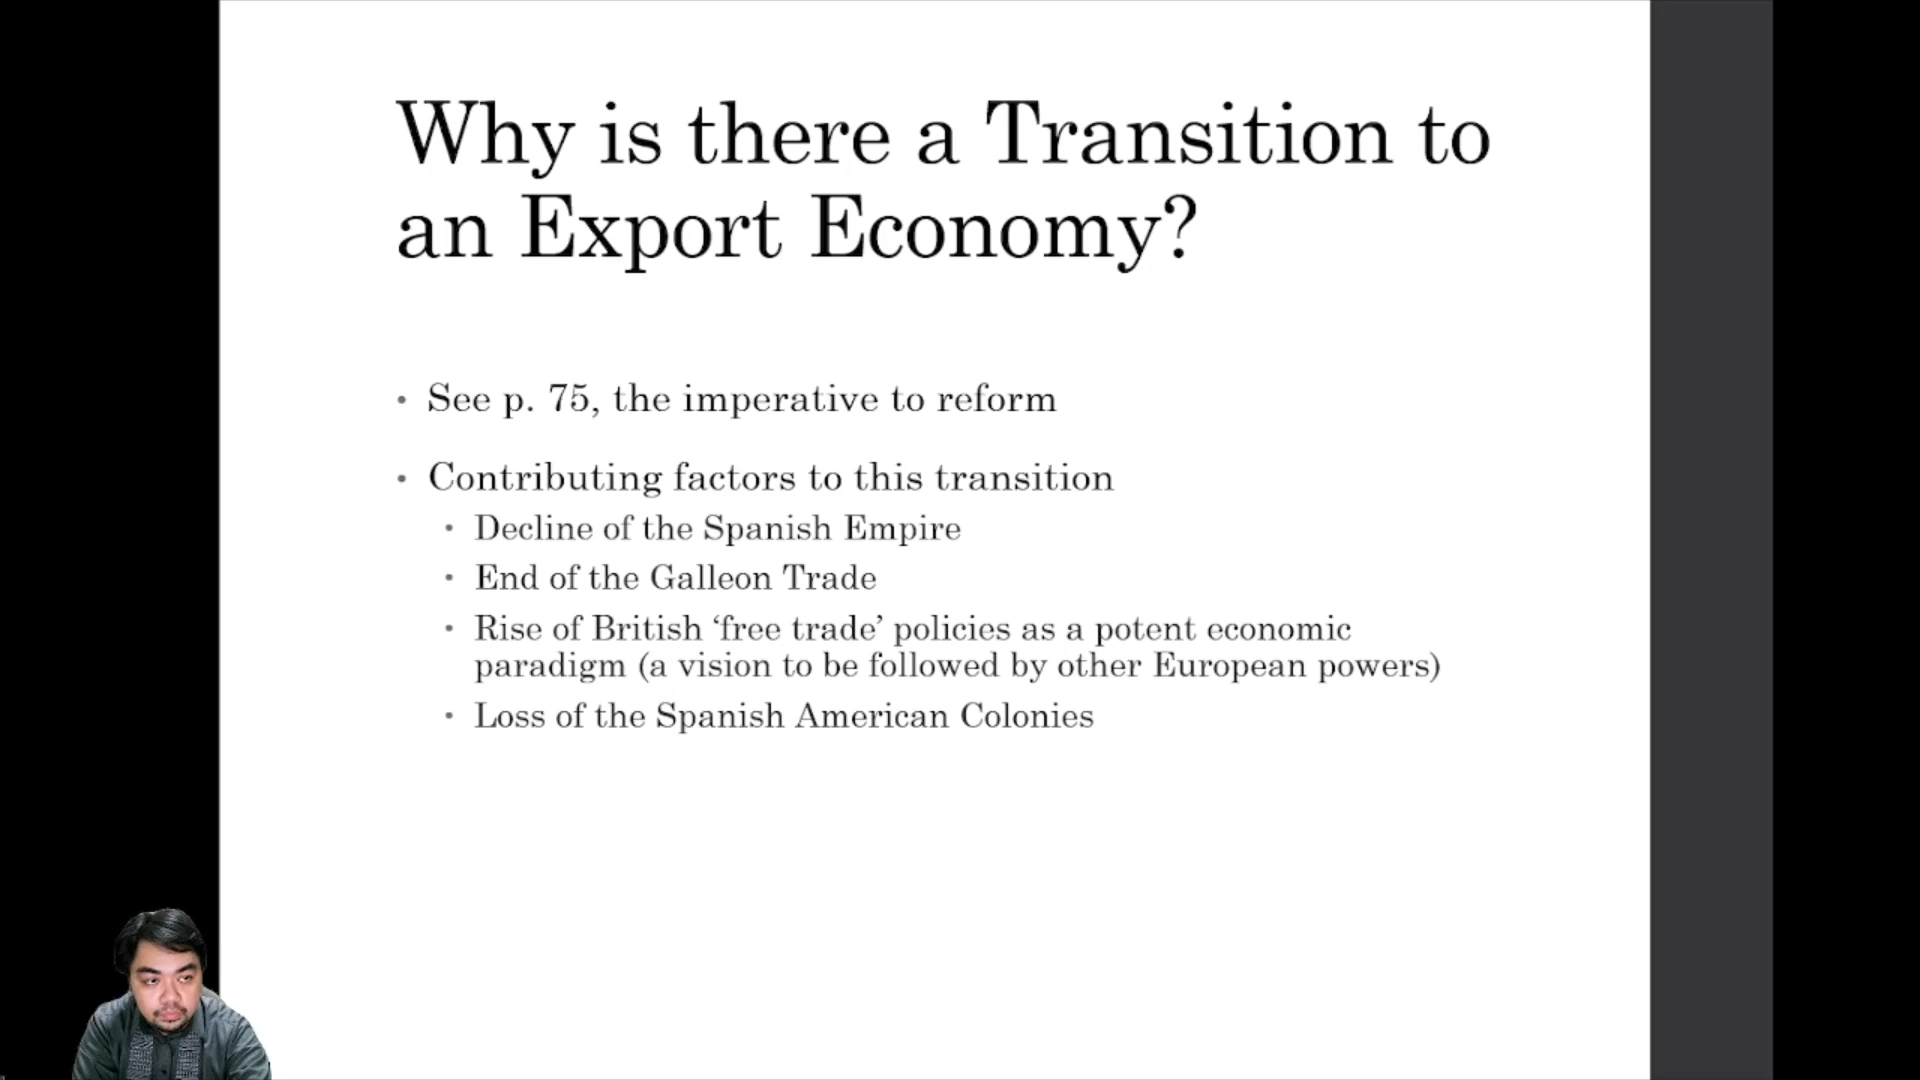 Why is there a Transition to
an Export Economy?
• See p. 75, the imperative to reform
• Contributing factors to this transition
• Decline of the Spanish Empire
• End of the Galleon Trade
• Rise of British ‘free trade’ policies as a potent economic
paradigm (a vision to be followed by other European powers)
• Loss of the Spanish American Colonies